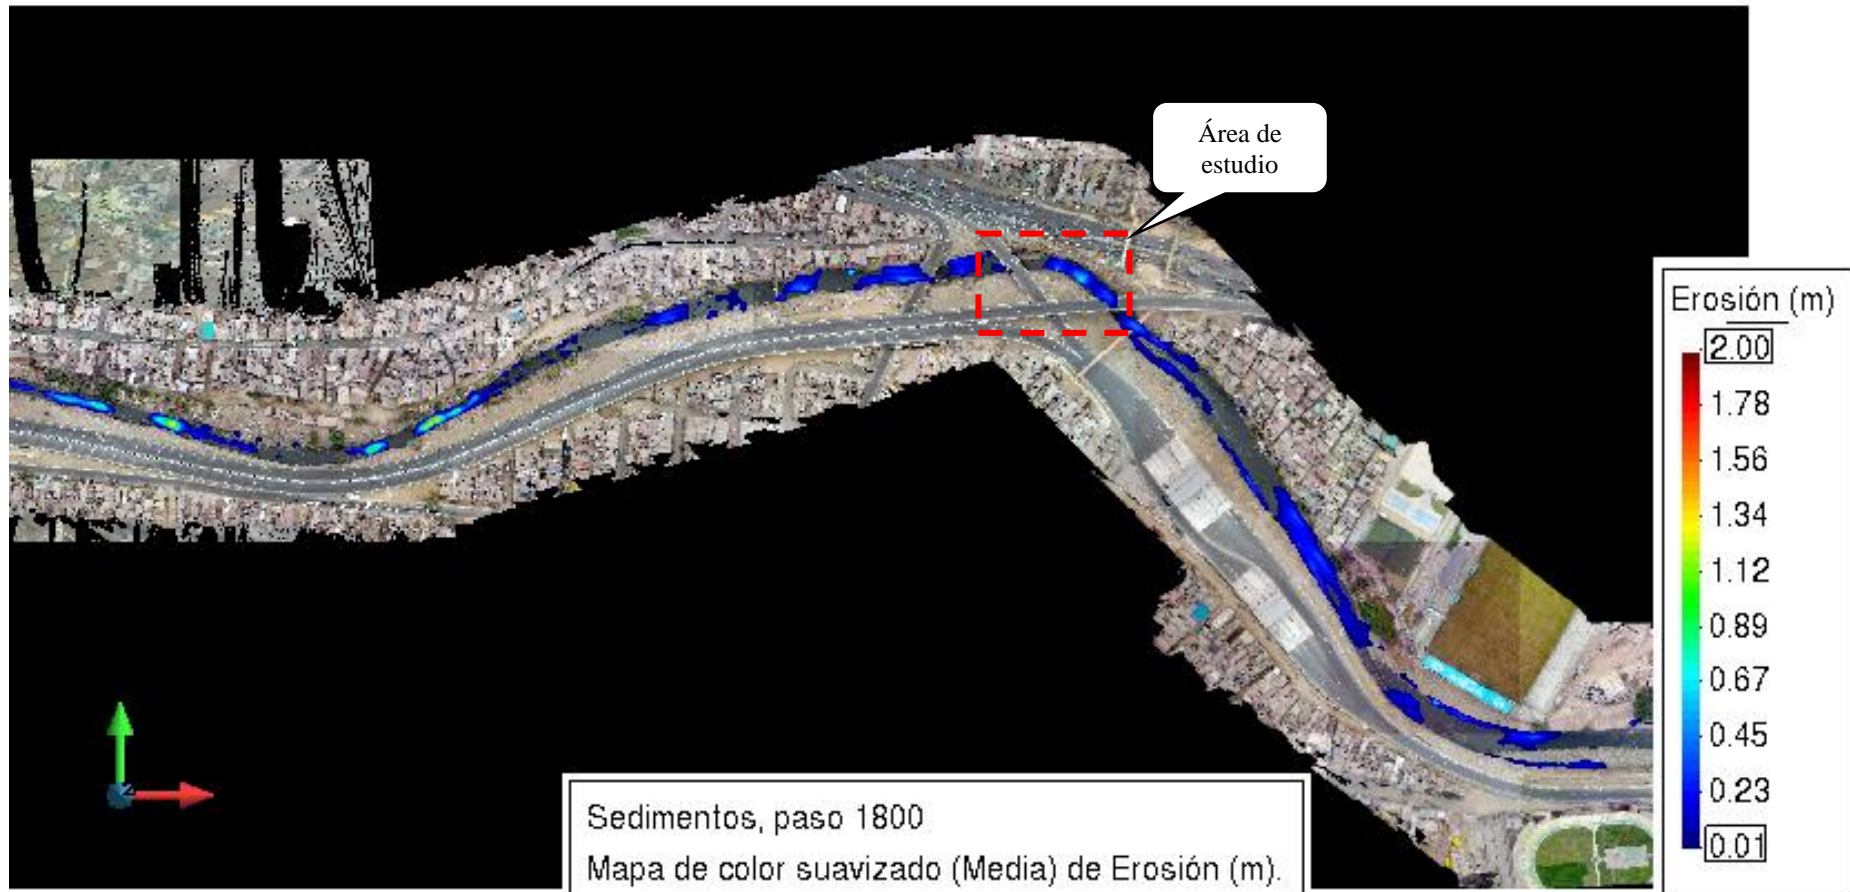 Área de
estudio
Erosión (m)
2.00
1.78
1.56
1.34
1.12
0.89
0.67
0.45
0.23
0.01
Sedimentos, paso 1800
Mapa de color suavizado (Media) de Erosión (m).